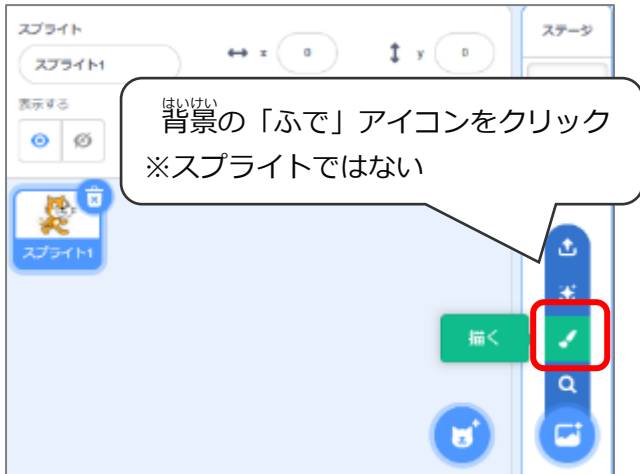 スプライト
ステージ
スプライト1
x
0
y
0
表示する
はいけい
背景の「ふで」アイコンをクリック
※スプライトではない
スプライト1
描く